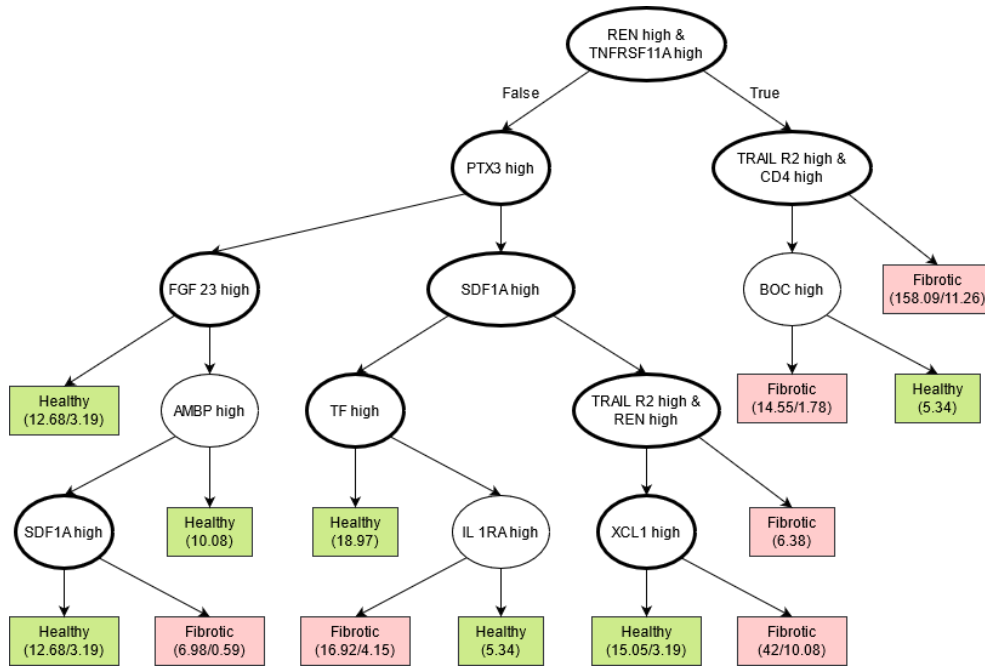 REN high &
TNFRSF11A high
False
True
PTX3 high
TRAIL R2 high &
CD4 high
FGF 23 high
SDF1A high
BOC high
Fibrotic
(158.09/11.26)
Healthy
(12.68/3.19)
AMBP high
TF high
TRAIL R2 high &
REN high
Fibrotic
(14.55/1.78)
Healthy
(5.34)
SDF1A high
Healthy
(10.08)
Healthy
(18.97)
IL 1RA high
XCL1 high
Fibrotic
(6.38)
Healthy
(12.68/3.19)
Fibrotic
(6.98/0.59)
Fibrotic
(16.92/4.15)
Healthy
(5.34)
Healthy
(15.05/3.19)
Fibrotic
(42/10.08)